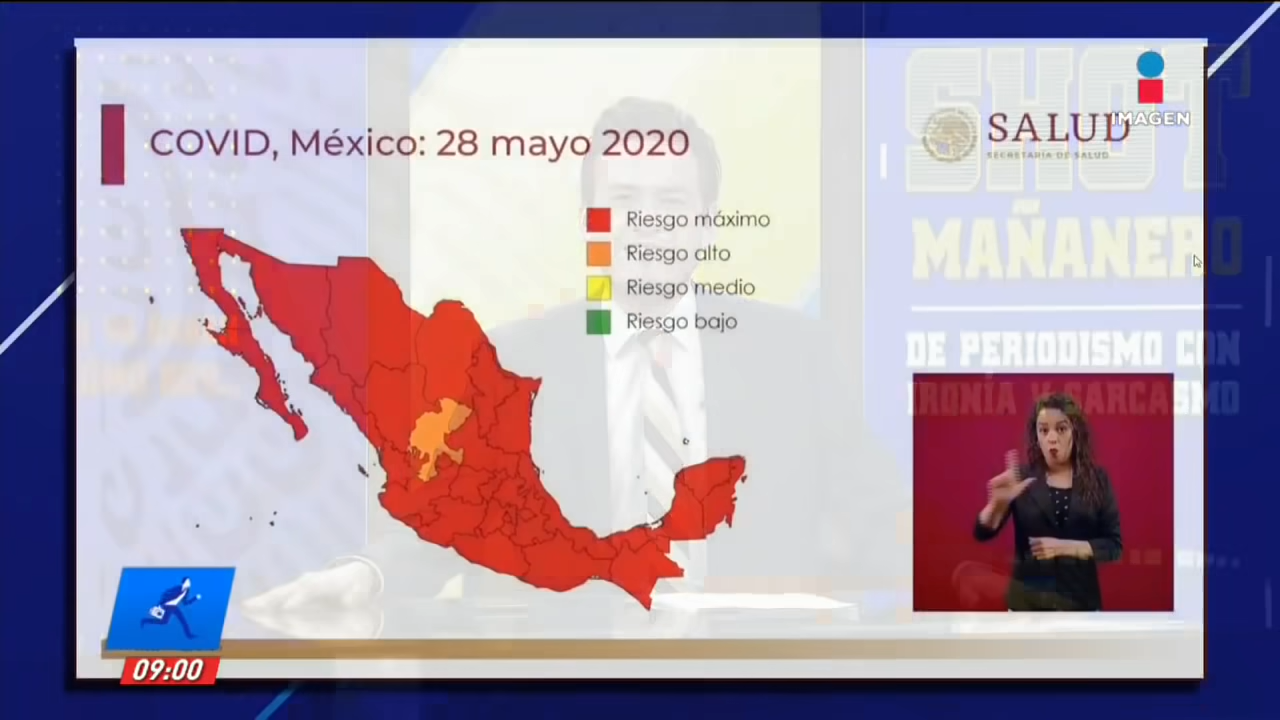 COVID, México: 28 mayo 2020
SALUD
SECRETARÍA DE SALUD
IMAGEN
SHOT
MAÑANERO
DE PERIODISMO CON
IRONÍA Y SARCASMO
Riesgo máximo
Riesgo alto
Riesgo medio
Riesgo bajo
09:00